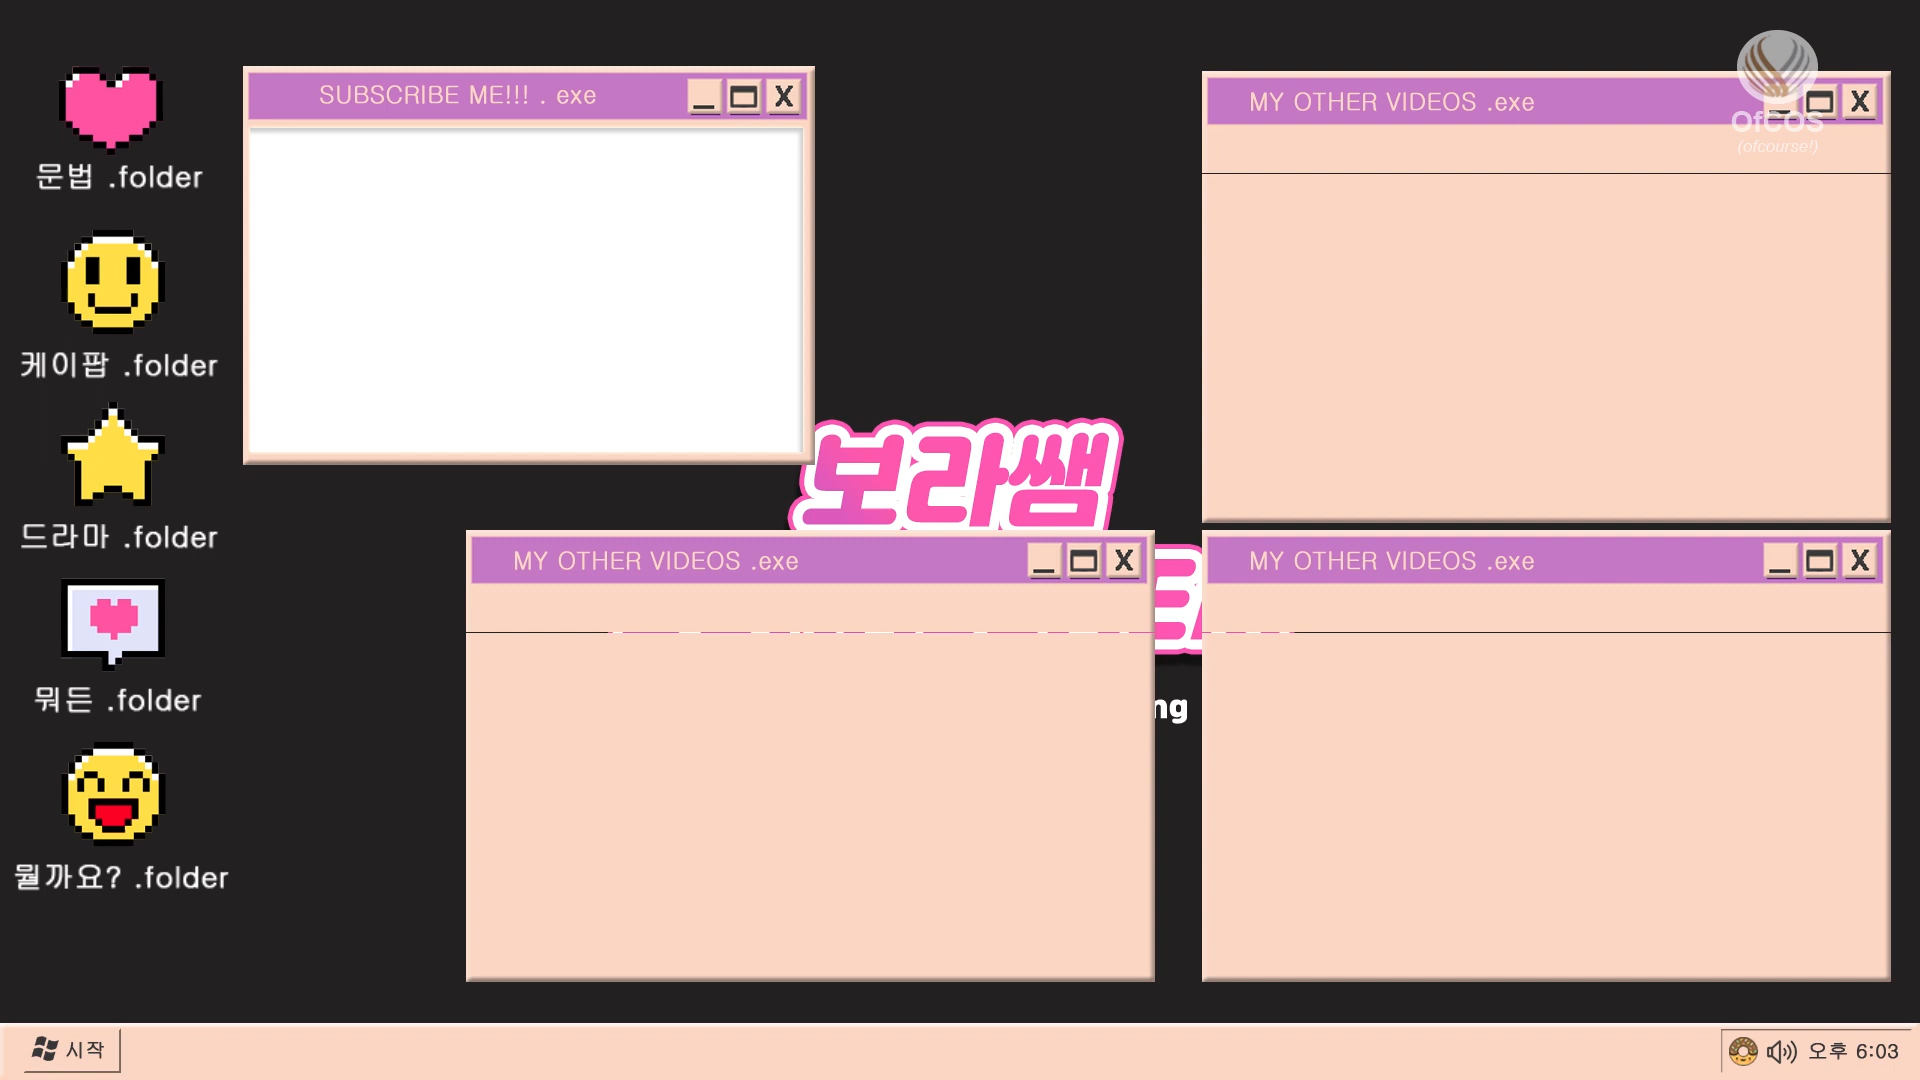 문법 .folder
케이팝 .folder
드라마 .folder
뭐든 .folder
뭘까요? .folder
SUBSCRIBE ME!!! . exe
MY OTHER VIDEOS .exe
OfCOS
(ofcourse!)
보라쌤
MY OTHER VIDEOS .exe
MY OTHER VIDEOS .exe
시작
오후 6:03